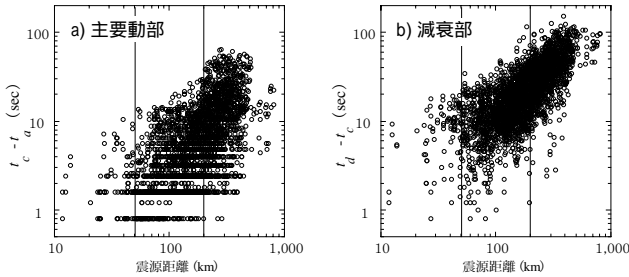 a) 主要動部
100
10
1
t_c - t_a (sec)
10 100 1,000
震源距離 (km)
b) 減衰部
100
10
1
t_d - t_c (sec)
10 100 1,000
震源距離 (km)